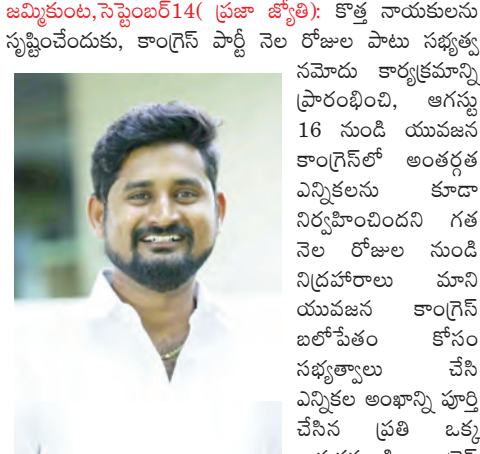 జమ్మికుంట,సెప్టెంబర్14( ప్రజా జ్యోతి): కొత్త నాయకులను
సృష్టించేందుకు, కాంగ్రెస్ పార్టీ నెల రోజుల పాటు సభ్యత్వ
నమోదు కార్యక్రమాన్ని
ప్రారంభించి, ఆగస్టు
16 నుండి యువజన
కాంగ్రెస్‌లో అంతర్గత
ఎన్నికలను కూడా
నిర్వహించిందని గత
నెల రోజుల నుండి
నిద్రహారాలు మాని
యువజన కాంగ్రెస్
బలోపేతం కోసం
సభ్యత్వాలు చేసి
ఎన్నికల అంఖాన్ని పూర్తి
చేసిన ప్రతి ఒక్క